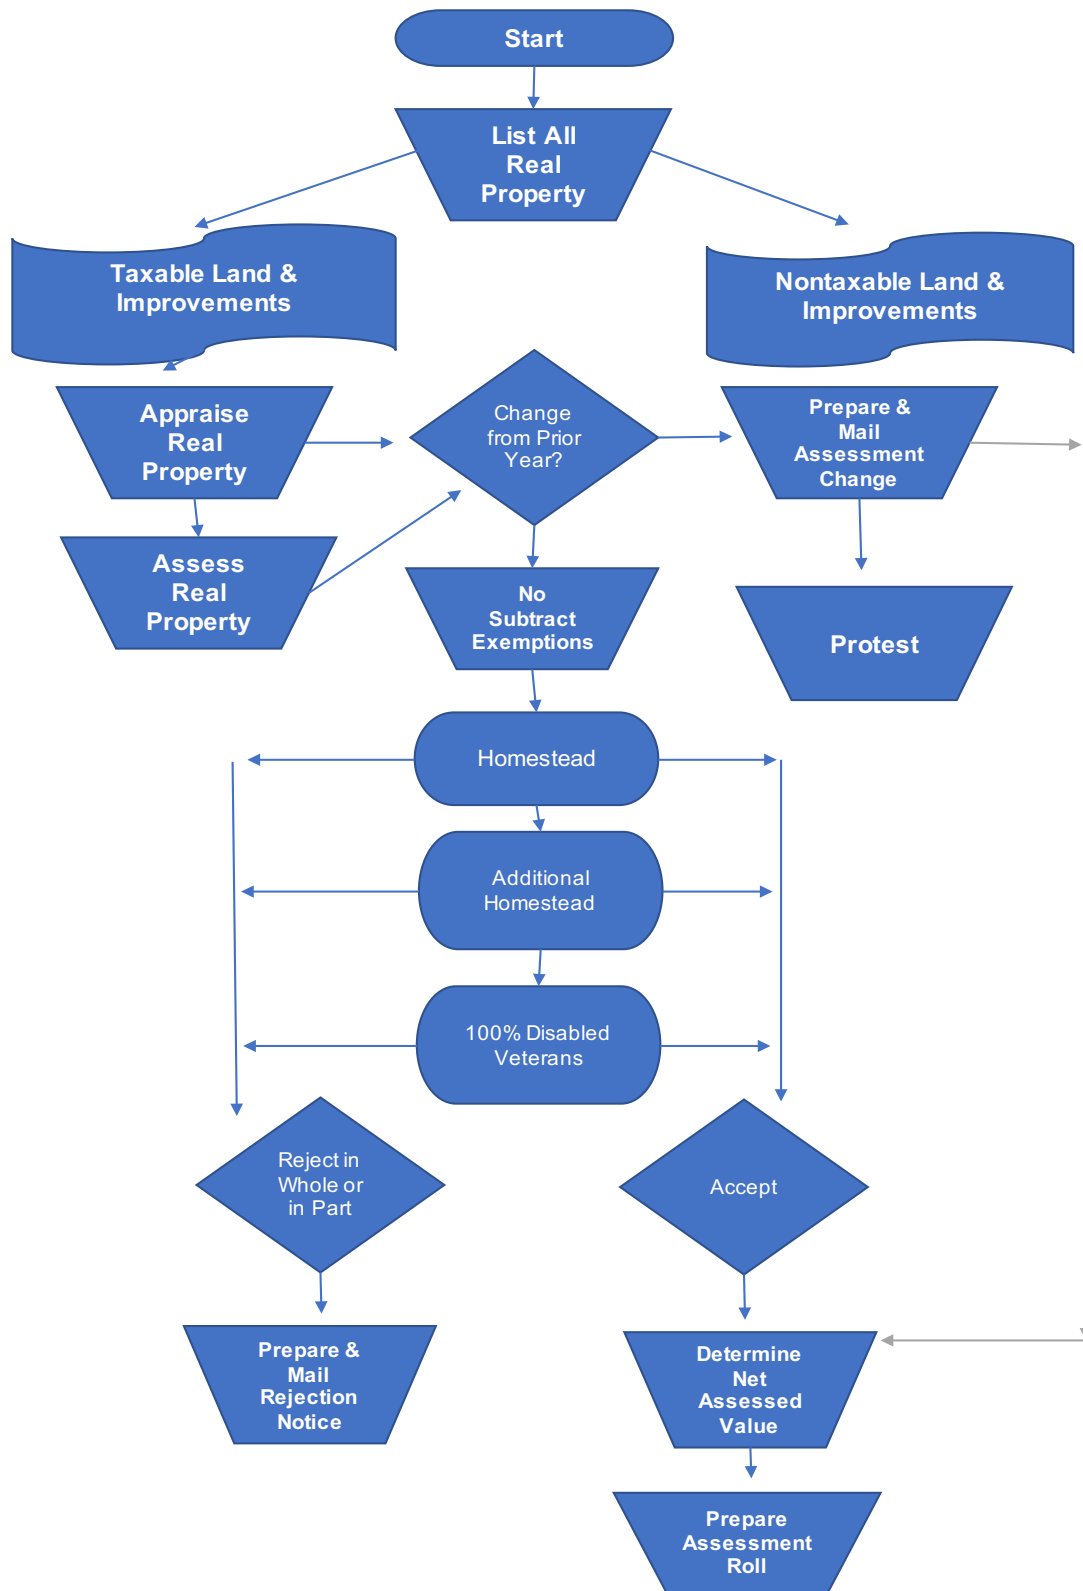 Start
List All
Real
Property
Taxable Land &
Improvements
Nontaxable Land &
Improvements
Appraise
Real
Property
Change
from Prior
Year?
Prepare &
Mail
Assessment
Change
Assess
Real
Property
No
Subtract
Exemptions
Protest
Homestead
Additional
Homestead
100% Disabled
Veterans
Reject in
Whole or
in Part
Accept
Prepare &
Mail
Rejection
Notice
Determine
Net
Assessed
Value
Prepare
Assessment
Roll